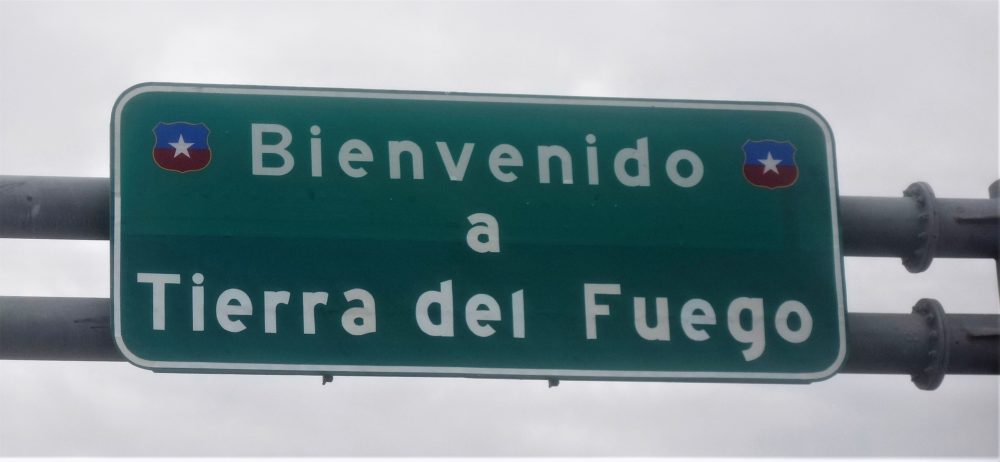 Bienvenido
a
Tierra del Fuego